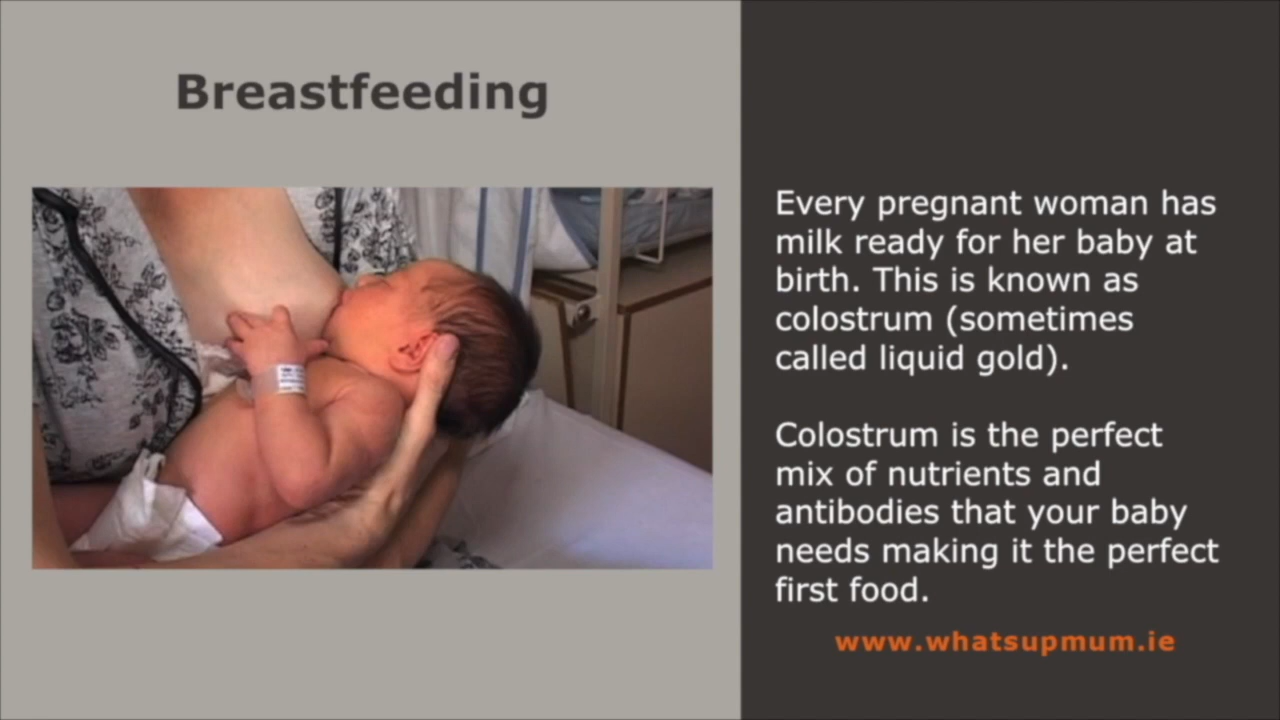 Breastfeeding
Every pregnant woman has
milk ready for her baby at
birth. This is known as
colostrum (sometimes
called liquid gold).
Colostrum is the perfect
mix of nutrients and
antibodies that your baby
needs making it the perfect
first food.
www.whatsupmum.ie